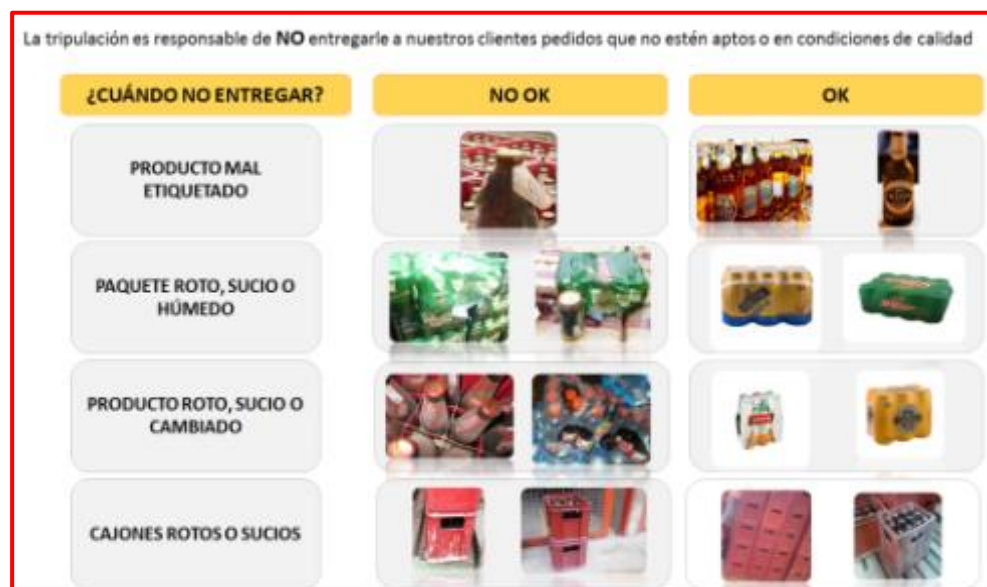 La tripulación es responsable de NO entregarle a nuestros clientes pedidos que no estén aptos o en condiciones de calidad
¿CUÁNDO NO ENTREGAR?
NO OK
OK
PRODUCTO MAL
ETIQUETADO
PAQUETE ROTO, SUCIO O
HÚMEDO
PRODUCTO ROTO, SUCIO O
CAMBIADO
CAJONES ROTOS O SUCIOS